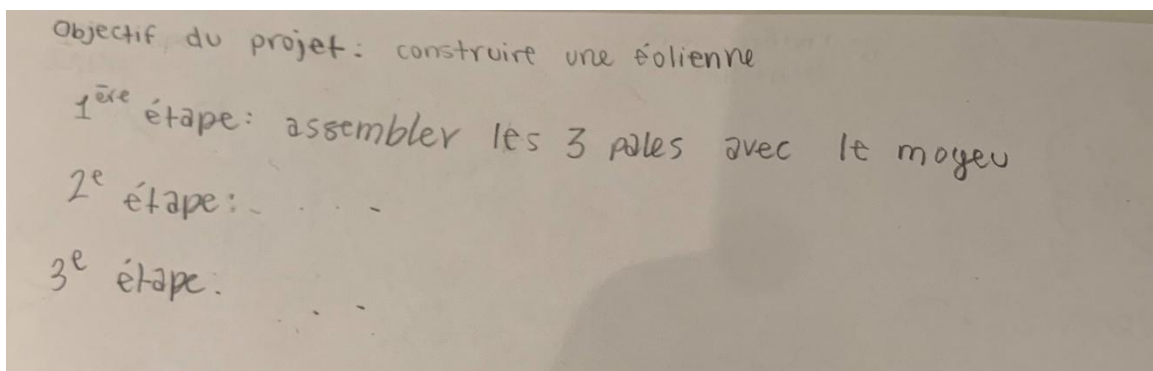 Objectif du projet: construire une éolienne
1ère étape: assembler les 3 pales avec le moyeu
2e étape: . . . .
3e étape: . . .